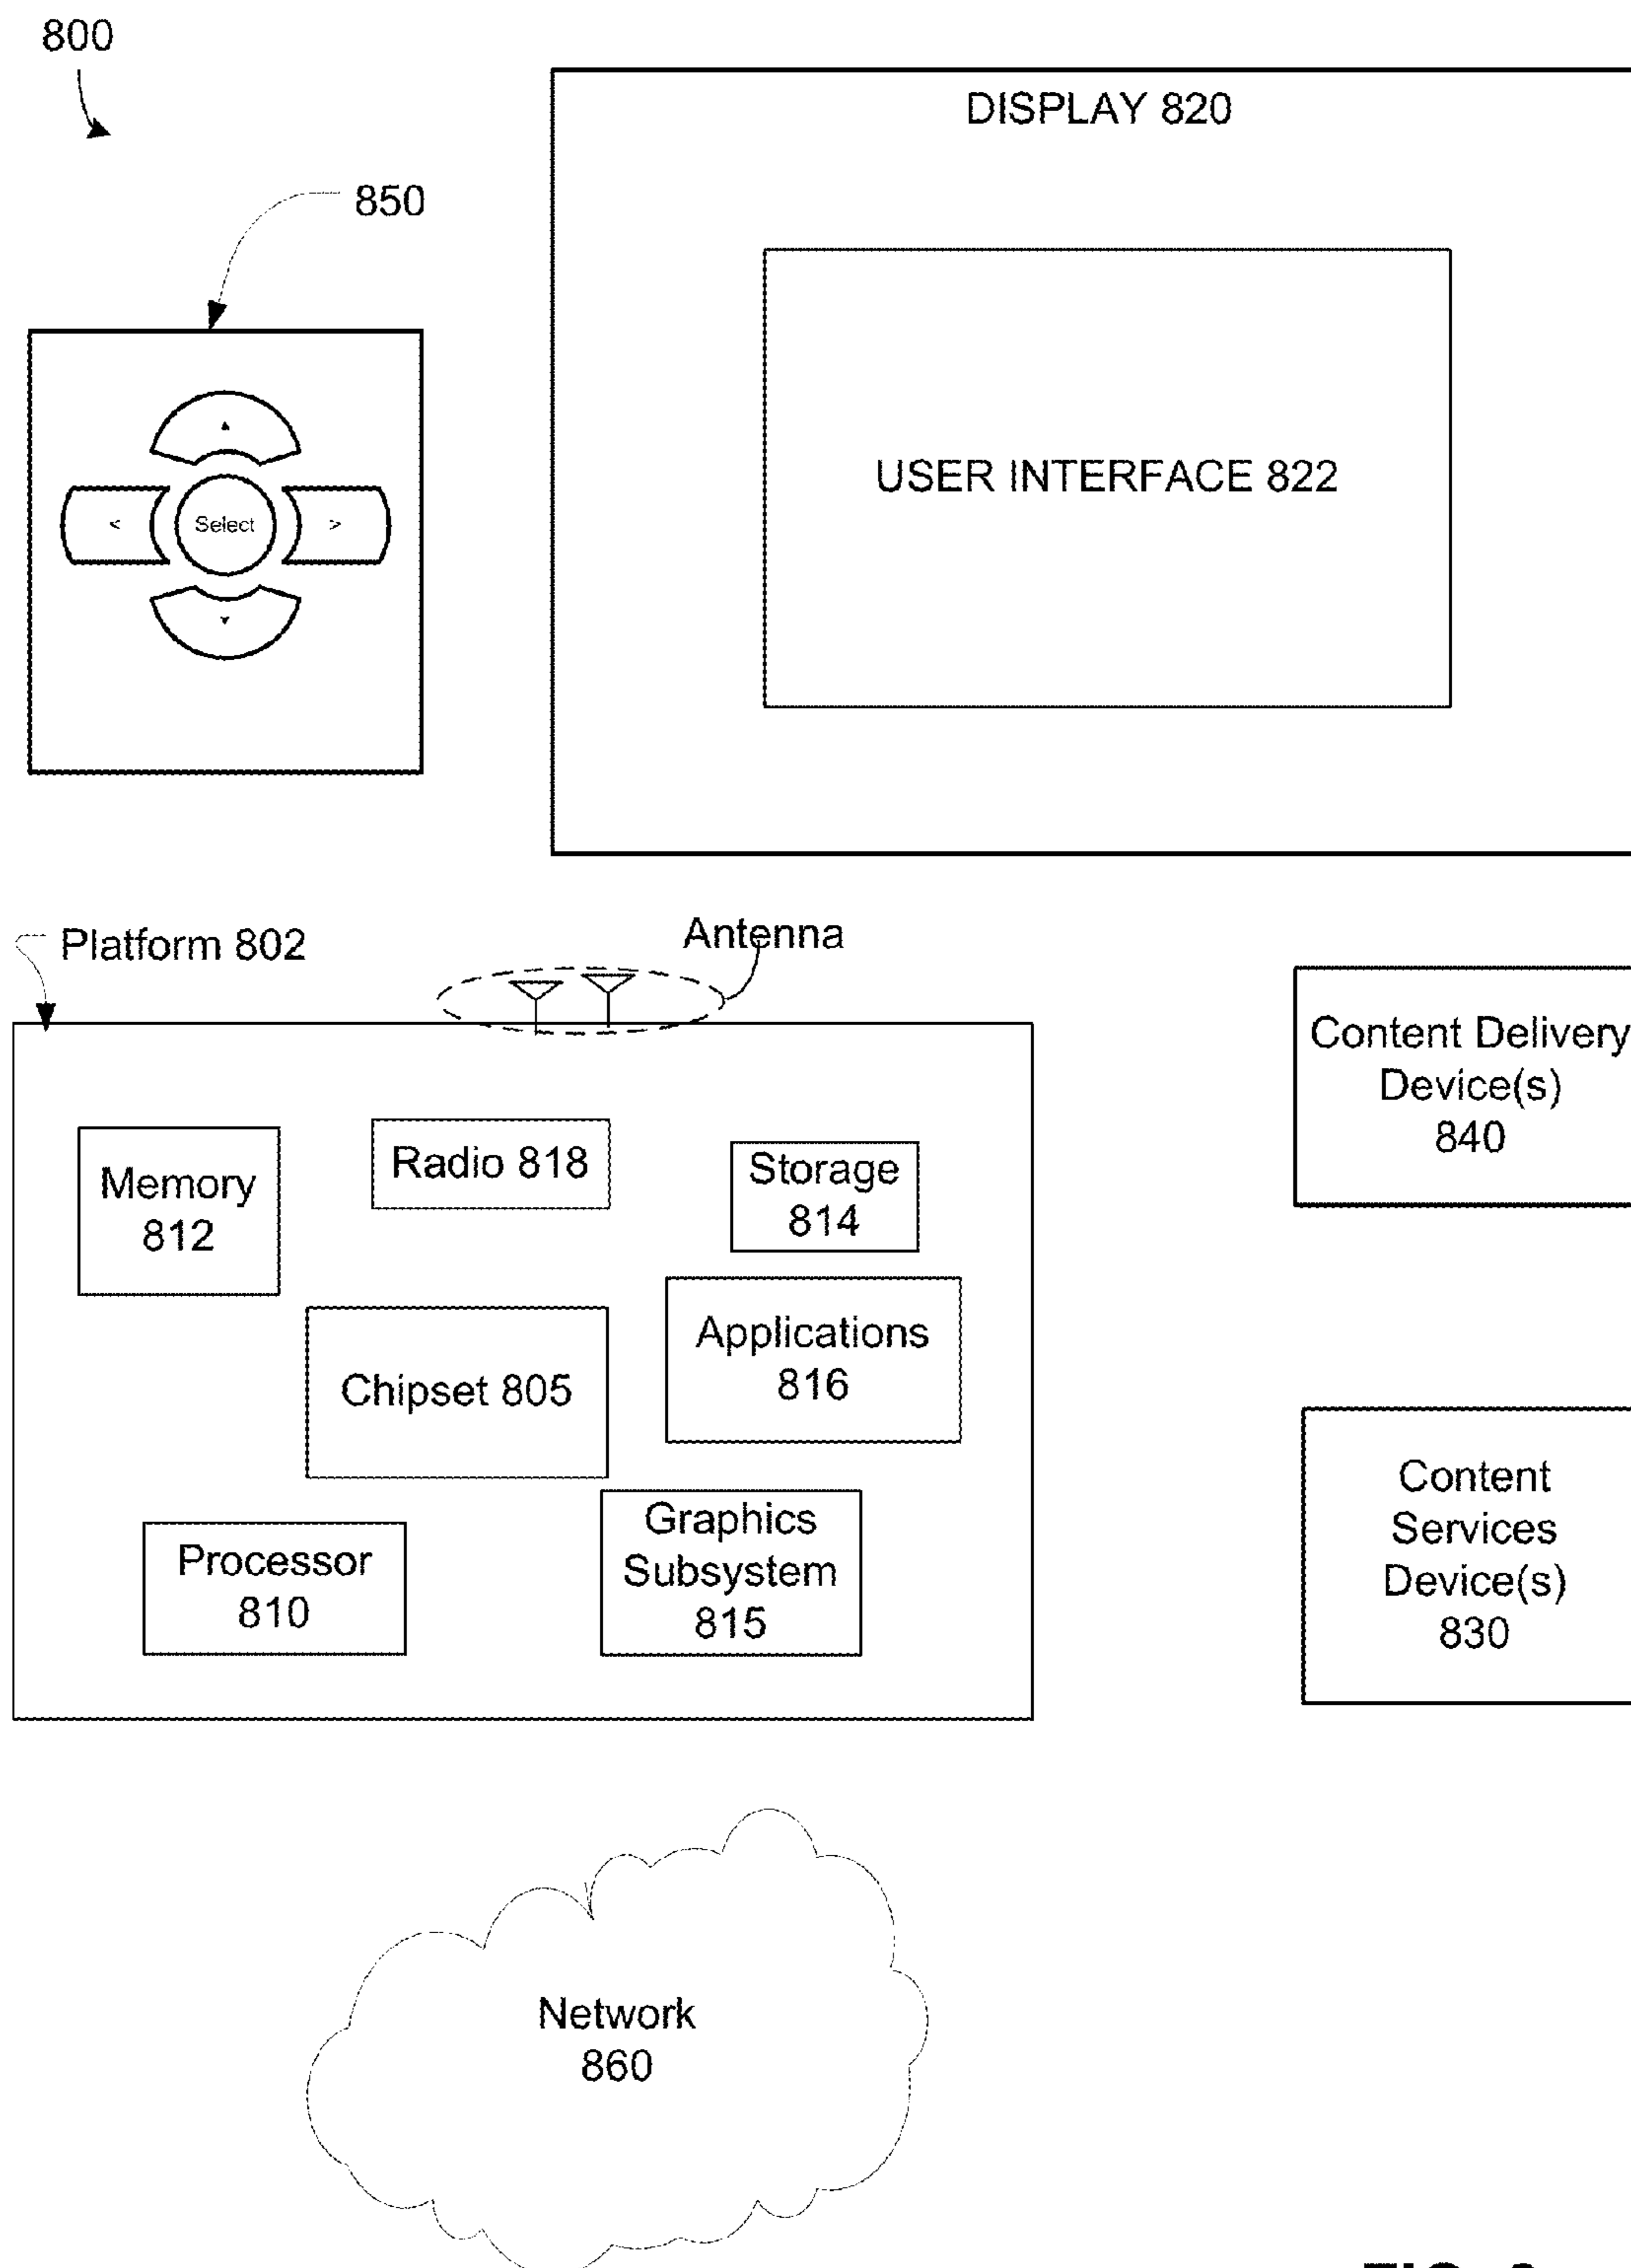 800
DISPLAY 820
850
USER INTERFACE 822
▲
<
Select
>
▼
Platform 802
Antenna
Content Delivery
Device(s)
840
Memory
812
Radio 818
Storage
814
Chipset 805
Applications
816
Content
Services
Device(s)
830
Processor
810
Graphics
Subsystem
815
Network
860